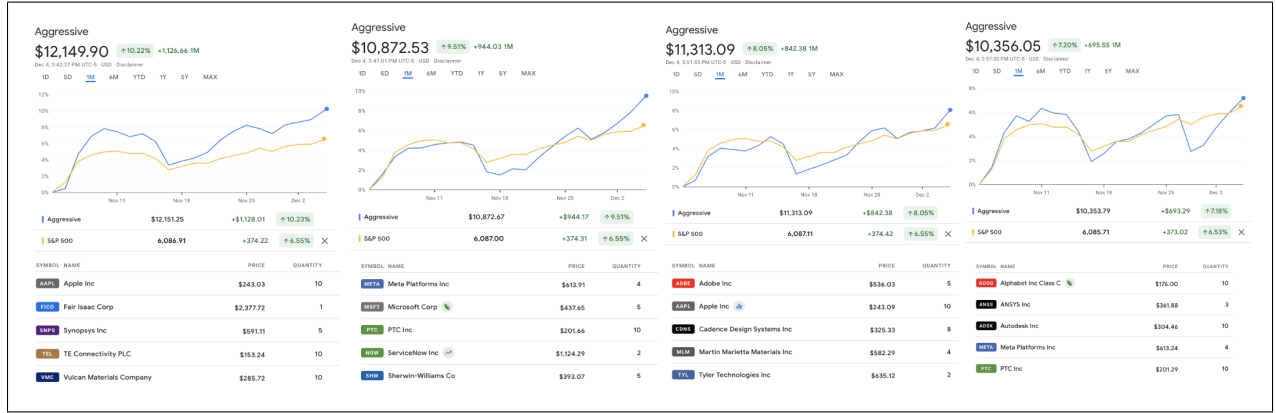 Aggressive
$12,149.90 ↑10.22% +1,126.66 1M
Dec 4, 3:42:37 PM UTC-5 · USD · Disclaimer
1D 5D 1M 6M YTD 1Y 5Y MAX
12%
10%
8%
6%
4%
2%
0%
Nov 11 Nov 18 Nov 25 Dec 2
Aggressive $12,151.25 +$1,128.01 ↑10.23%
S&P 500 6,086.91 +374.22 ↑6.55%
SYMBOL NAME PRICE QUANTITY
AAPL Apple Inc $243.03 10
FICO Fair Isaac Corp $2,377.72 1
SNPS Synopsys Inc $591.11 5
TEL TE Connectivity PLC $153.24 10
VMC Vulcan Materials Company $285.72 10
Aggressive
$10,872.53 ↑9.51% +944.03 1M
Dec 4, 3:47:01 PM UTC-5 · USD · Disclaimer
1D 5D 1M 6M YTD 1Y 5Y MAX
10%
8%
6%
4%
2%
0%
Nov 11 Nov 18 Nov 25 Dec 2
Aggressive $10,872.67 +$944.17 ↑9.51%
S&P 500 6,087.00 +374.31 ↑6.55%
SYMBOL NAME PRICE QUANTITY
META Meta Platforms Inc $613.91 4
MSFT Microsoft Corp $437.65 5
PTC PTC Inc $201.66 10
NOW ServiceNow Inc $1,124.29 2
SHW Sherwin-Williams Co $393.07 5
Aggressive
$11,313.09 ↑8.05% +842.38 1M
Dec 4, 3:51:55 PM UTC-5 · USD · Disclaimer
1D 5D 1M 6M YTD 1Y 5Y MAX
10%
8%
6%
4%
2%
0%
Nov 11 Nov 18 Nov 25 Dec 2
Aggressive $11,313.09 +$842.38 ↑8.05%
S&P 500 6,087.11 +374.42 ↑6.55%
SYMBOL NAME PRICE QUANTITY
ADBE Adobe Inc $536.03 5
AAPL Apple Inc $243.09 10
CDNS Cadence Design Systems Inc $325.33 8
MLM Martin Marietta Materials Inc $582.29 4
TYL Tyler Technologies Inc $635.12 2
Aggressive
$10,356.05 ↑7.20% +695.55 1M
Dec 4, 3:57:30 PM UTC-5 · USD · Disclaimer
1D 5D 1M 6M YTD 1Y 5Y MAX
8%
6%
4%
2%
0%
Nov 11 Nov 18 Nov 25 Dec 2
Aggressive $10,353.79 +$693.29 ↑7.18%
S&P 500 6,085.71 +373.02 ↑6.53%
SYMBOL NAME PRICE QUANTITY
GOOG Alphabet Inc Class C $176.00 10
ANSS ANSYS Inc $361.88 3
ADSK Autodesk Inc $304.46 10
META Meta Platforms Inc $613.24 4
PTC PTC Inc $201.29 10